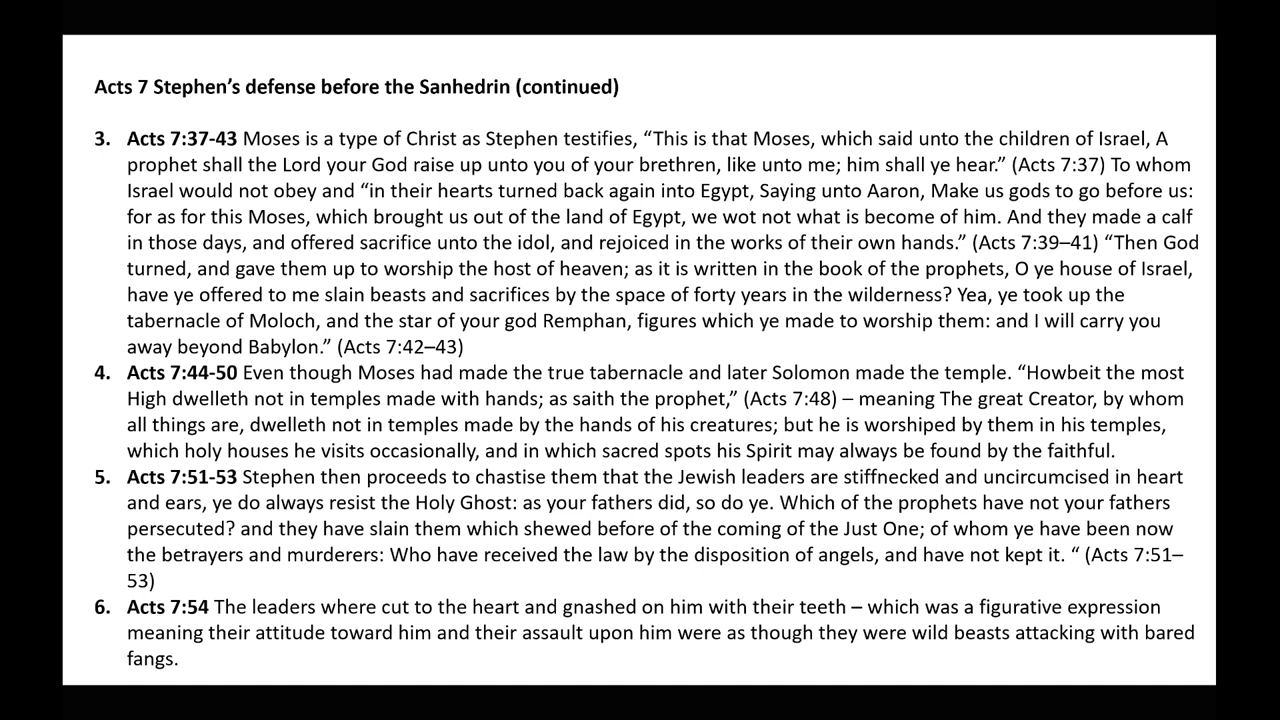 Acts 7 Stephen’s defense before the Sanhedrin (continued)
3. Acts 7:37-43 Moses is a type of Christ as Stephen testifies, “This is that Moses, which said unto the children of Israel, A
prophet shall the Lord your God raise up unto you of your brethren, like unto me; him shall ye hear.” (Acts 7:37) To whom
Israel would not obey and “in their hearts turned back again into Egypt, Saying unto Aaron, Make us gods to go before us:
for as for this Moses, which brought us out of the land of Egypt, we wot not what is become of him. And they made a calf
in those days, and offered sacrifice unto the idol, and rejoiced in the works of their own hands.” (Acts 7:39–41) “Then God
turned, and gave them up to worship the host of heaven; as it is written in the book of the prophets, O ye house of Israel,
have ye offered to me slain beasts and sacrifices by the space of forty years in the wilderness? Yea, ye took up the
tabernacle of Moloch, and the star of your god Remphan, figures which ye made to worship them: and I will carry you
away beyond Babylon.” (Acts 7:42–43)
4. Acts 7:44-50 Even though Moses had made the true tabernacle and later Solomon made the temple. “Howbeit the most
High dwelleth not in temples made with hands; as saith the prophet,” (Acts 7:48) – meaning The great Creator, by whom
all things are, dwelleth not in temples made by the hands of his creatures; but he is worshiped by them in his temples,
which holy houses he visits occasionally, and in which sacred spots his Spirit may always be found by the faithful.
5. Acts 7:51-53 Stephen then proceeds to chastise them that the Jewish leaders are stiffnecked and uncircumcised in heart
and ears, ye do always resist the Holy Ghost: as your fathers did, so do ye. Which of the prophets have not your fathers
persecuted? and they have slain them which shewed before of the coming of the Just One; of whom ye have been now
the betrayers and murderers: Who have received the law by the disposition of angels, and have not kept it. “ (Acts 7:51–
53)
6. Acts 7:54 The leaders where cut to the heart and gnashed on him with their teeth – which was a figurative expression
meaning their attitude toward him and their assault upon him were as though they were wild beasts attacking with bared
fangs.